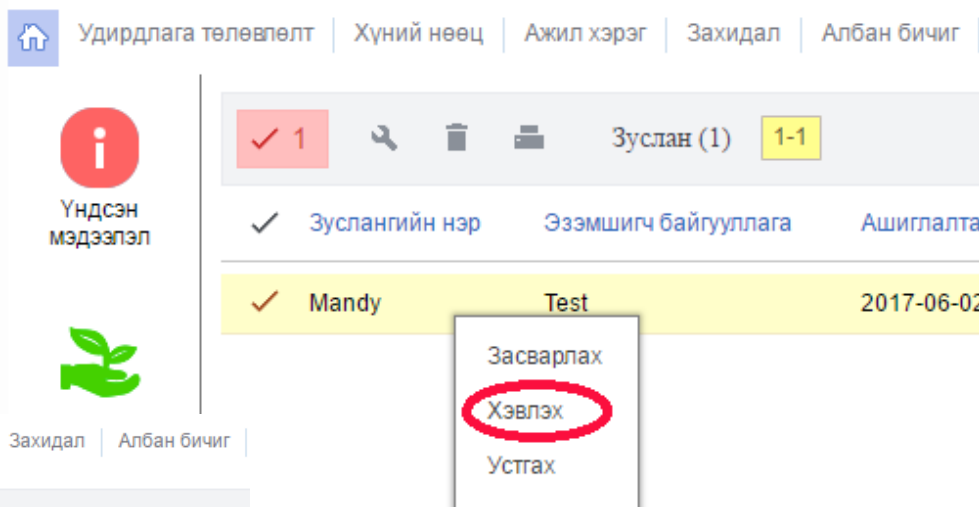 Удирдлага төлөвлөлт Хүний нөөц Ажил хэрэг Захидал Албан бичиг
1 Зуслан (1) 1-1
Үндсэн
мэдээлэл
Зуслангийн нэр Эзэмшигч байгууллага Ашиглалта
Mandy Test 2017-06-02
Засварлах
Хэвлэх
Захидал Албан бичиг
Устгах